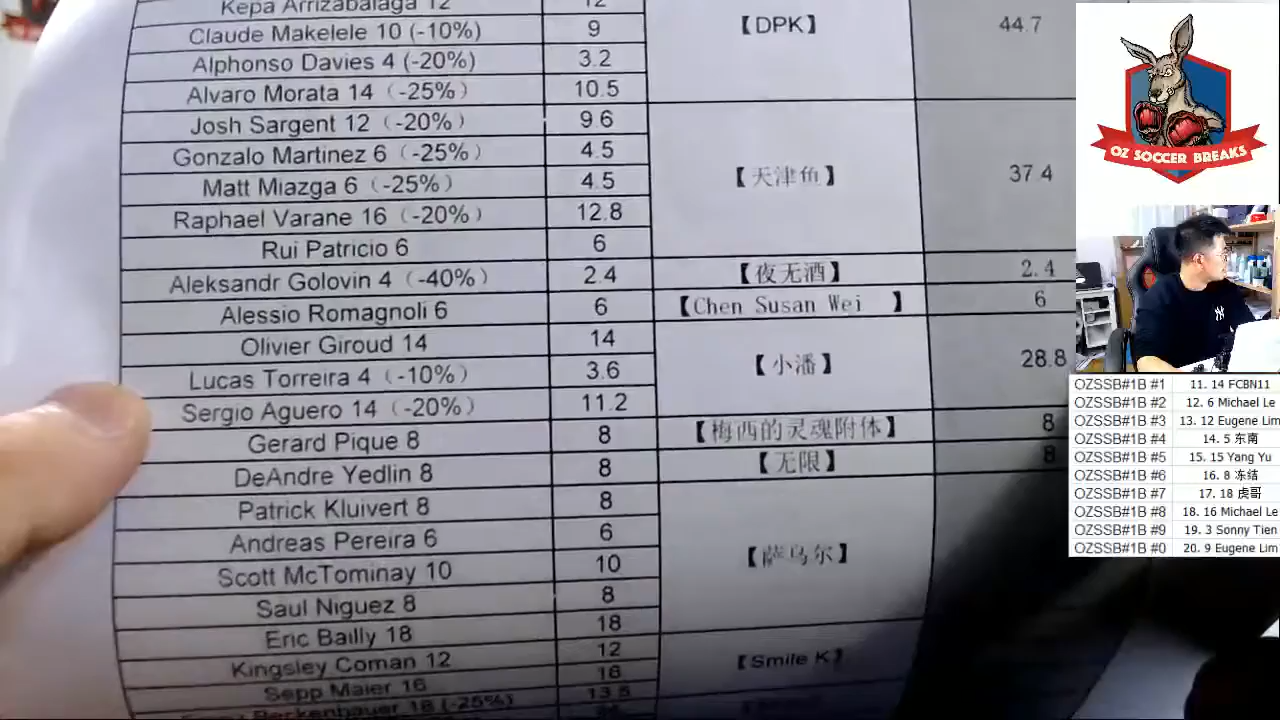 Kepa Arrizabalaga 12 12
Claude Makelele 10 (-10%) 9 【DPK】 44.7
Alphonso Davies 4 (-20%) 3.2
Alvaro Morata 14（-25%） 10.5
Josh Sargent 12（-20%） 9.6
Gonzalo Martinez 6（-25%） 4.5
Matt Miazga 6（-25%） 4.5 【天津鱼】 37.4
Raphael Varane 16（-20%） 12.8
Rui Patricio 6 6
Aleksandr Golovin 4（-40%） 2.4 【夜无酒】 2.4
Alessio Romagnoli 6 6 【Chen Susan Wei 】 6
Olivier Giroud 14 14
Lucas Torreira 4（-10%） 3.6 【小潘】 28.8
Sergio Aguero 14（-20%） 11.2
Gerard Pique 8 8 【梅西的灵魂附体】 8
DeAndre Yedlin 8 8 【无限】 8
Patrick Kluivert 8 8
Andreas Pereira 6 6
Scott McTominay 10 10 【萨乌尔】
Saul Niguez 8 8
Eric Bailly 18 18
Kingsley Coman 12 12 【Smile K】
Sepp Maier 16 16
Beckenbauer 18 (-25%) 13.5
OZ SOCCER BREAKS
NY
OZSSB#1B #1 11. 14 FCBN11
OZSSB#1B #2 12. 6 Michael Le
OZSSB#1B #3 13. 12 Eugene Lim
OZSSB#1B #4 14. 5 东南
OZSSB#1B #5 15. 15 Yang Yu
OZSSB#1B #6 16. 8 冻结
OZSSB#1B #7 17. 18 虎哥
OZSSB#1B #8 18. 16 Michael Le
OZSSB#1B #9 19. 3 Sonny Tien
OZSSB#1B #0 20. 9 Eugene Lim